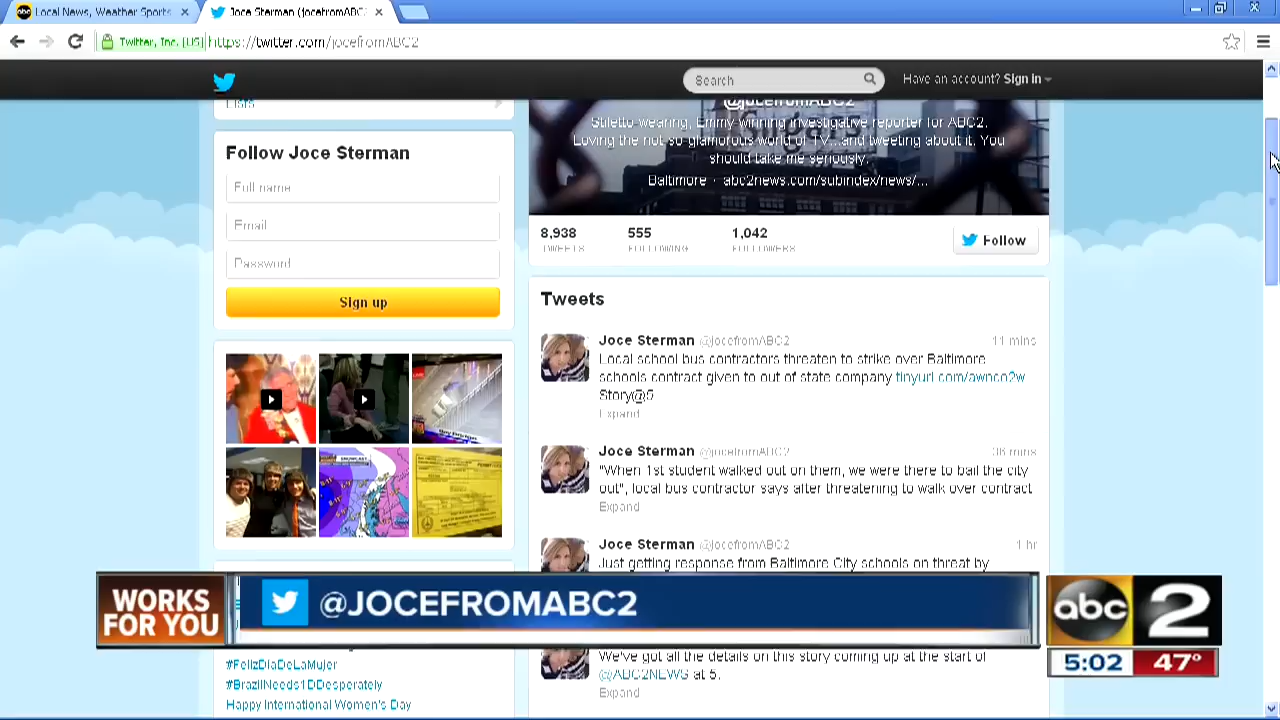 Local News, Weather Sports
Joce Sterman (jocefromABC2)
Twitter, Inc. [US] https://twitter.com/jocefromABC2
Search
Have an account? Sign in
Lists
@jocefromABC2
Stiletto-wearing, Emmy-winning investigative reporter for ABC2.
Loving the not-so-glamorous world of TV...and tweeting about it. You
should take me seriously.
Baltimore · abc2news.com/subindex/news/...
Follow Joce Sterman
Full name
Email
Password
Sign up
8,938
TWEETS
555
FOLLOWING
1,042
FOLLOWERS
Follow
Tweets
Joce Sterman @jocefromABC2 11 mins
Local school bus contractors threaten to strike over Baltimore
schools contract given to out of state company tinyurl.com/awnco2w
Story@5
Expand
Joce Sterman @jocefromABC2 36 mins
"When 1st student walked out on them, we were there to bail the city
out", local bus contractor says after threatening to walk over contract
Expand
Joce Sterman @jocefromABC2 1 hr
Just getting response from Baltimore City schools on threat by
WORKS
FOR YOU
@JOCEFROMABC2
abc 2
5:02 47°
We've got all the details on this story coming up at the start of
@ABC2NEWS at 5.
Expand
#FelizDiaDeLaMujer
#BrazilNeeds1DDesperately
Happy International Women's Day